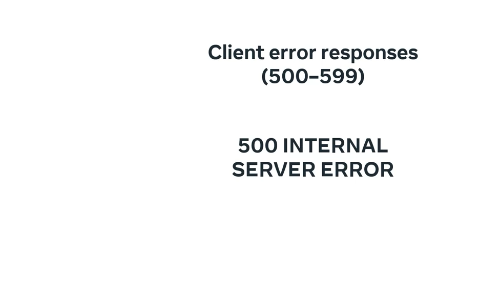 Client error responses
(500–599)
500 INTERNAL
SERVER ERROR